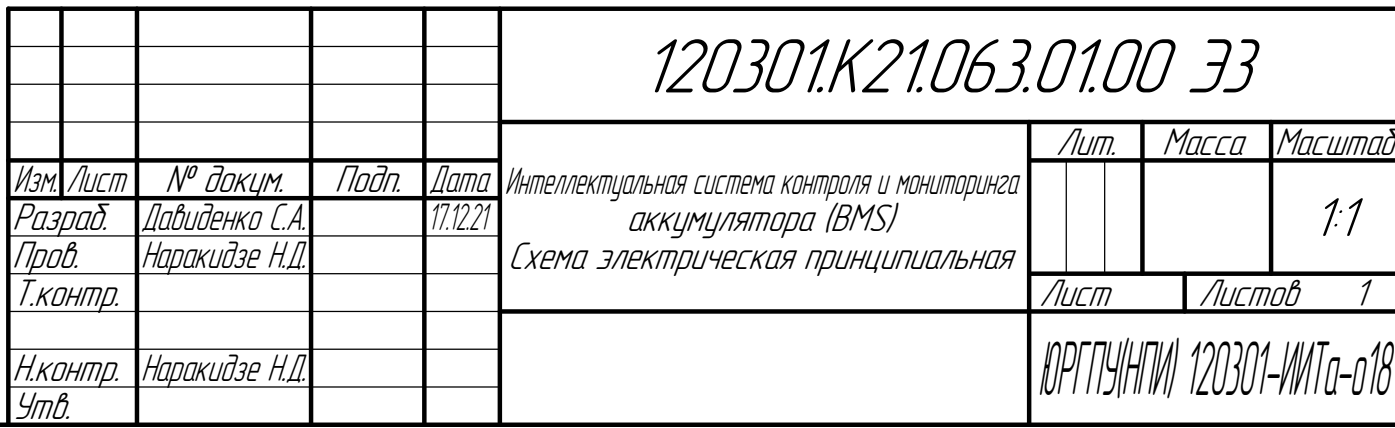 120301.К21.063.01.00 ЭЗ
Лит. Масса Масштаб
Изм. Лист № докум. Подп. Дата
Интеллектуальная система контроля и мониторинга
аккумулятора (BMS)
Схема электрическая принципиальная
1:1
Разраб. Давиденко С.А. 17.12.21
Пров. Наракидзе Н.Д.
Т.контр.
Лист Листов 1
Н.контр. Наракидзе Н.Д.
Утв.
ЮРГПУ(НПИ) 120301-ИИТа-о18